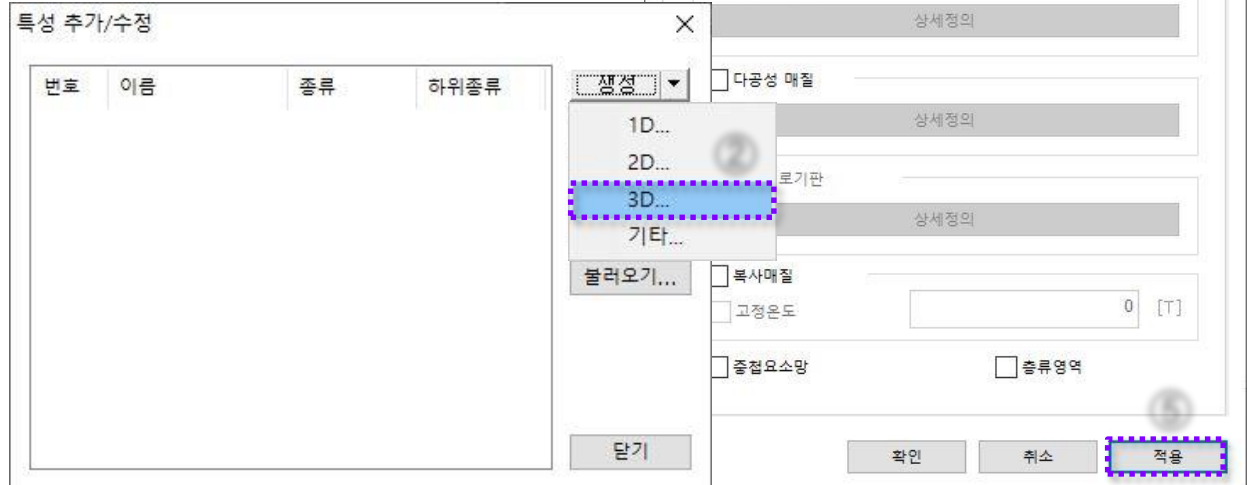 특성 추가/수정
번호 이름 종류 하위종류
생성
1D...
2D...
②
3D...
기타...
불러오기...
닫기
상세정의
다공성 매질
상세정의
로기판
상세정의
복사매질
고정온도 0 [T]
중첩요소망 층류영역
⑤
확인 취소 적용